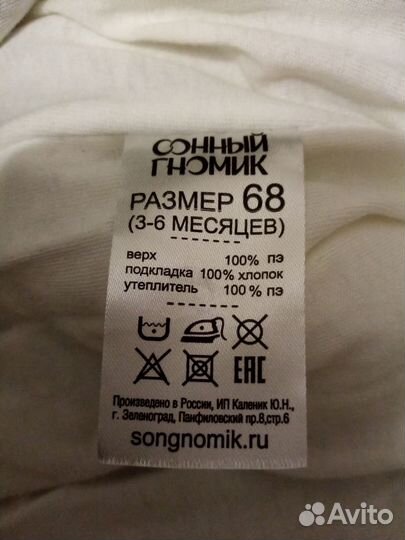 СОННЫЙ
ГНОМИК
РАЗМЕР 68
(3-6 МЕСЯЦЕВ)
верх 100% пэ
подкладка 100% хлопок
утеплитель 100% пэ
EAC
Произведено в России, ИП Каленик Ю.Н.,
г. Зеленоград, Панфиловский пр.8,стр.6
songnomik.ru
Avito